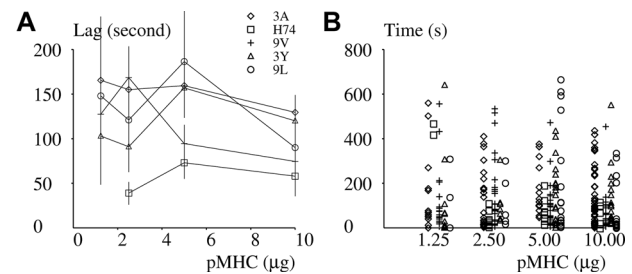 A
Lag (second)
3A
H74
9V
3Y
9L
200
150
100
50
0
0
2
4
6
8
10
pMHC (μg)
B
Time (s)
800
600
400
200
0
1.25
2.50
5.00
10.00
pMHC (μg)